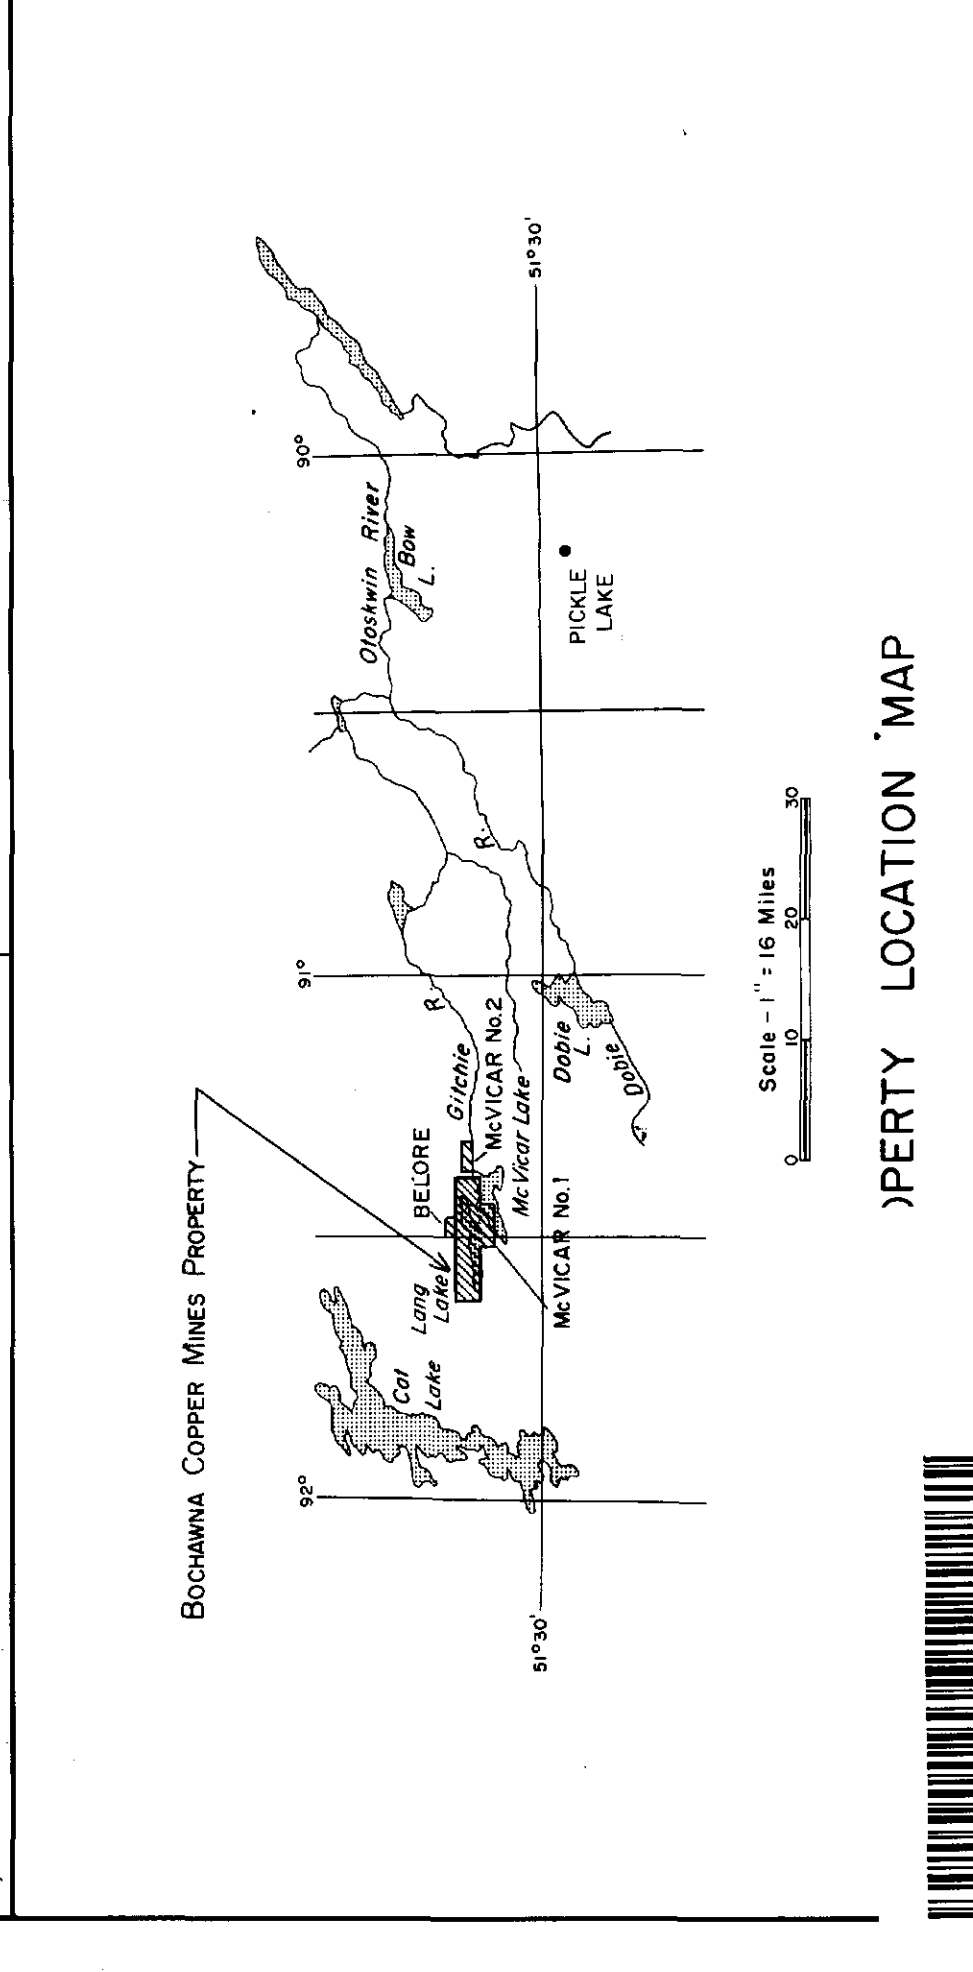 BOCHAWNA COPPER MINES PROPERTY
92°
91°
90°
Otoskwin River
Bow
L.
Cat
Lake
Lang
Lake
BELORE
Gitchie
R.
McVICAR No.2
McVicar Lake
R.
McVICAR No.1
Dobie
L.
Dobie
PICKLE
LAKE
51°30'
51°30'
Scale - 1" = 16 Miles
0 10 20 30
PERTY LOCATION MAP